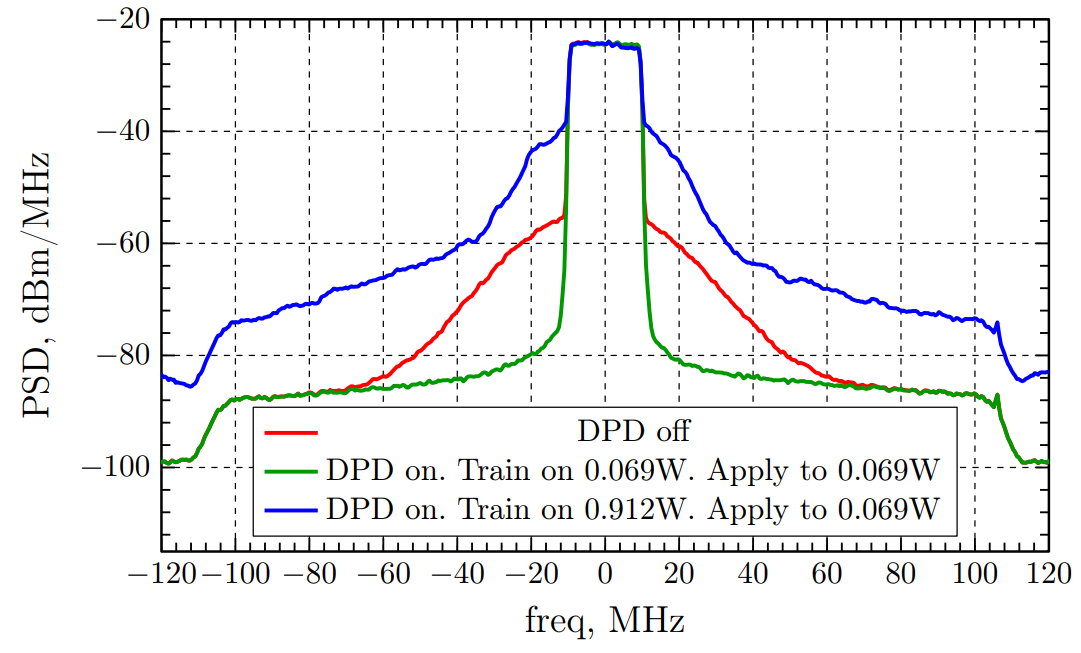 −20
−40
−60
−80
−100
PSD, dBm/MHz
DPD off
DPD on. Train on 0.069W. Apply to 0.069W
DPD on. Train on 0.912W. Apply to 0.069W
−120 −100 −80 −60 −40 −20 0 20 40 60 80 100 120
freq, MHz